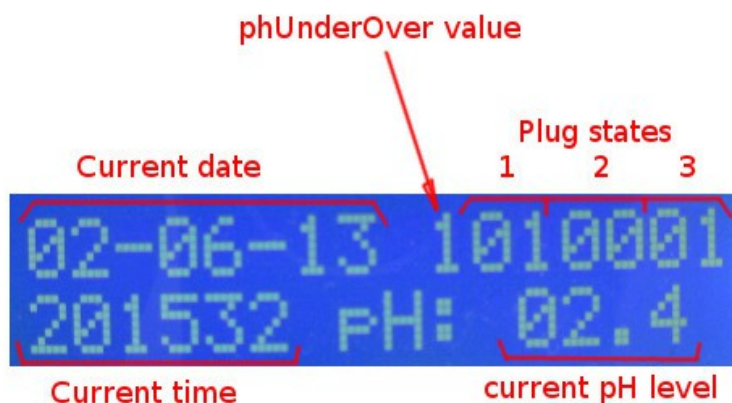 phUnderOver value
Plug states
Current date
1 2 3
02-06-13 1010001
201532 pH: 02.4
Current time
current pH level